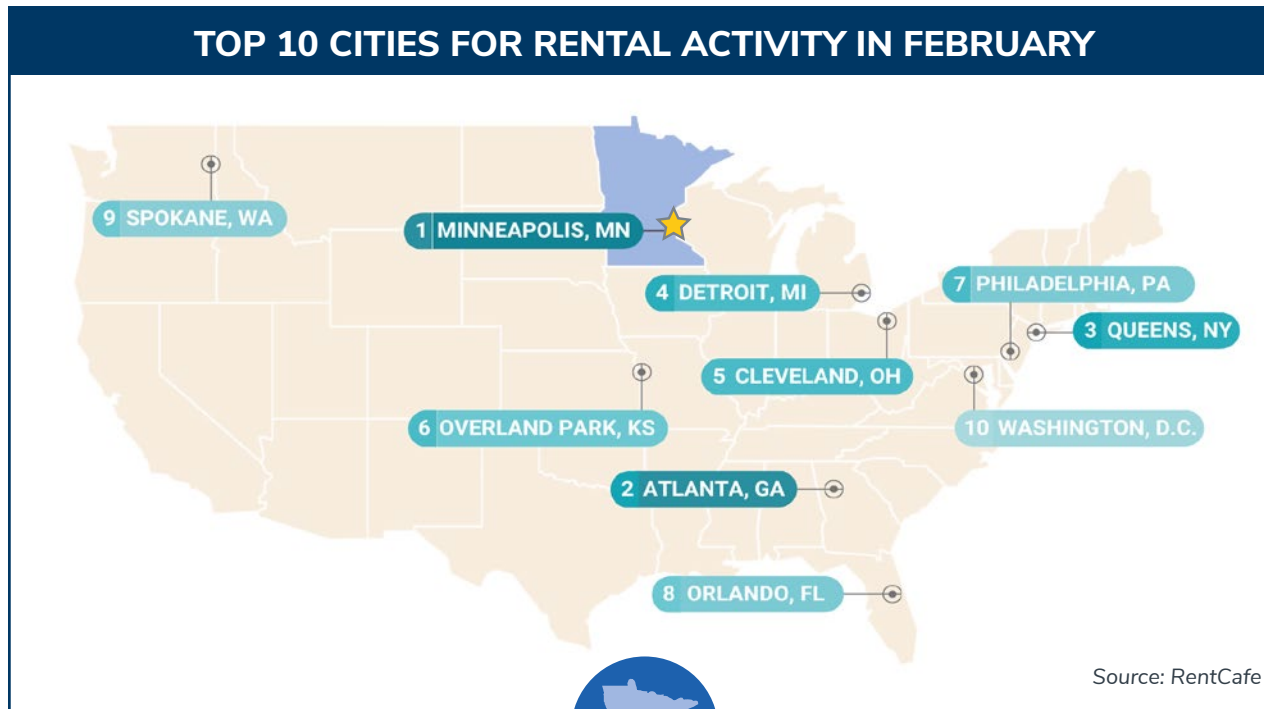 TOP 10 CITIES FOR RENTAL ACTIVITY IN FEBRUARY
9 SPOKANE, WA
1 MINNEAPOLIS, MN
4 DETROIT, MI
7 PHILADELPHIA, PA
3 QUEENS, NY
5 CLEVELAND, OH
6 OVERLAND PARK, KS
10 WASHINGTON, D.C.
2 ATLANTA, GA
8 ORLANDO, FL
Source: RentCafe